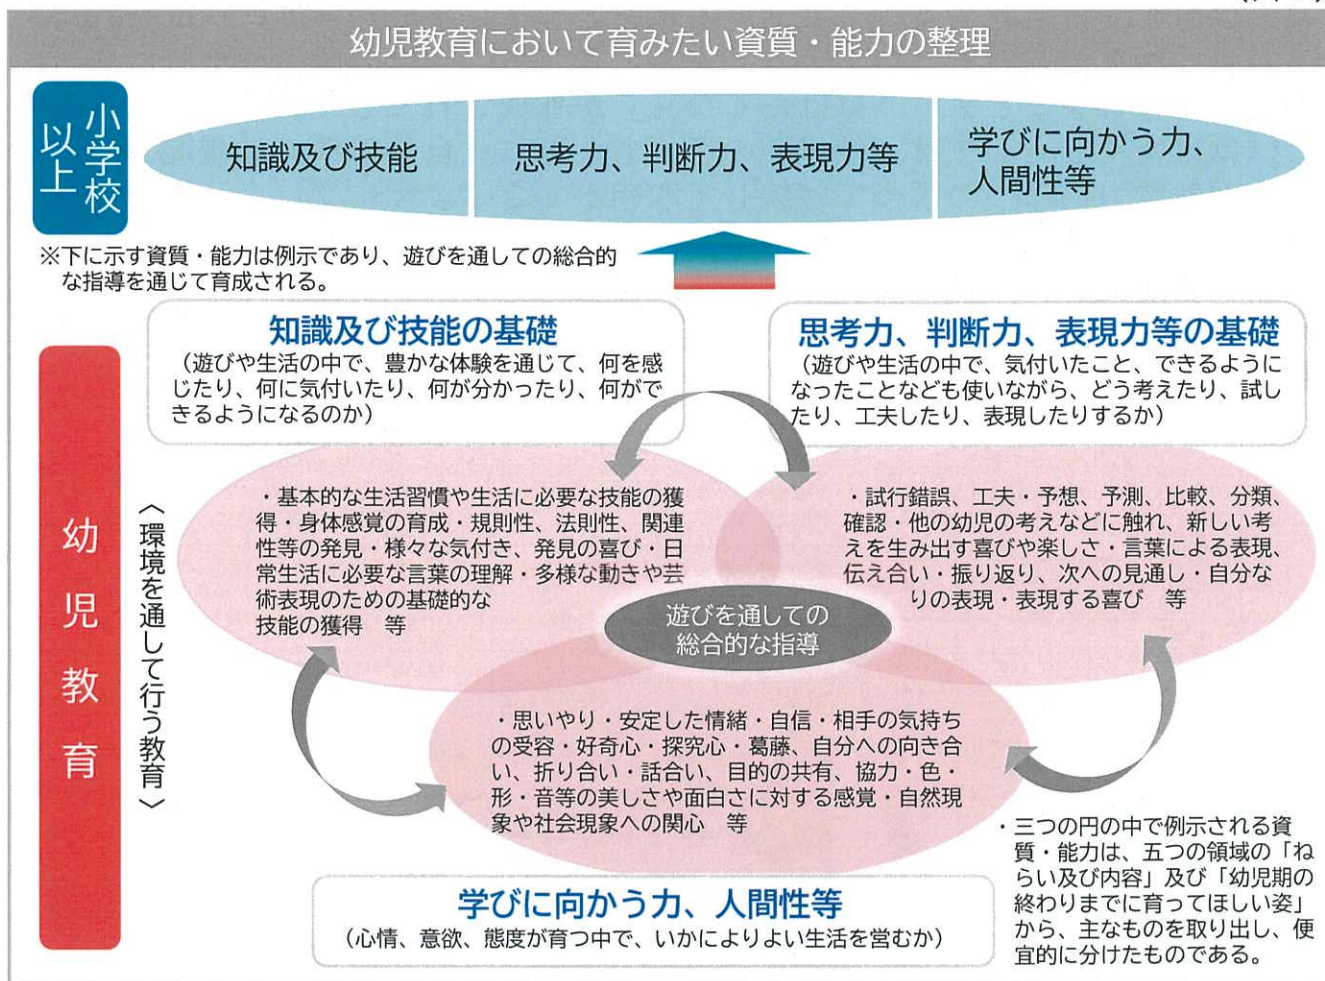 幼児教育において育みたい資質・能力の整理
小学校
以上
知識及び技能
思考力、判断力、表現力等
学びに向かう力、
人間性等
※下に示す資質・能力は例示であり、遊びを通しての総合的
な指導を通じて育成される。
知識及び技能の基礎
(遊びや生活の中で、豊かな体験を通じて、何を感
じたり、何に気付いたり、何が分かったり、何がで
きるようになるのか)
思考力、判断力、表現力等の基礎
(遊びや生活の中で、気付いたこと、できるように
なったことなども使いながら、どう考えたり、試し
たり、工夫したり、表現したりするか)
幼児教育
〈環境を通して行う教育〉
・基本的な生活習慣や生活に必要な技能の獲
得・身体感覚の育成・規則性、法則性、関連
性等の発見・様々な気付き、発見の喜び・日
常生活に必要な言葉の理解・多様な動きや芸
術表現のための基礎的な
技能の獲得 等
・試行錯誤、工夫・予想、予測、比較、分類、
確認・他の幼児の考えなどに触れ、新しい考
えを生み出す喜びや楽しさ・言葉による表現、
伝え合い・振り返り、次への見通し・自分な
りの表現・表現する喜び 等
遊びを通しての
総合的な指導
・思いやり・安定した情緒・自信・相手の気持ち
の受容・好奇心・探究心・葛藤、自分への向き合
い、折り合い・話合い、目的の共有、協力・色・
形・音等の美しさや面白さに対する感覚・自然現
象や社会現象への関心 等
学びに向かう力、人間性等
(心情、意欲、態度が育つ中で、いかによりよい生活を営むか)
・三つの円の中で例示される資
質・能力は、五つの領域の「ね
らい及び内容」及び「幼児期の
終わりまでに育ってほしい姿」
から、主なものを取り出し、便
宜的に分けたものである。